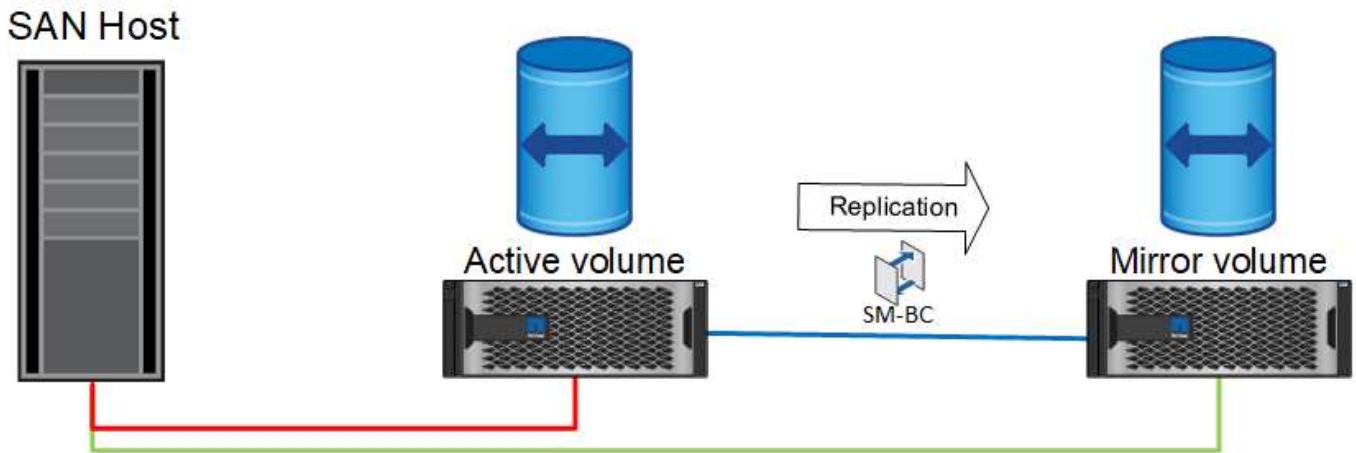 SAN Host
Replication
Active volume
Mirror volume
SM-BC